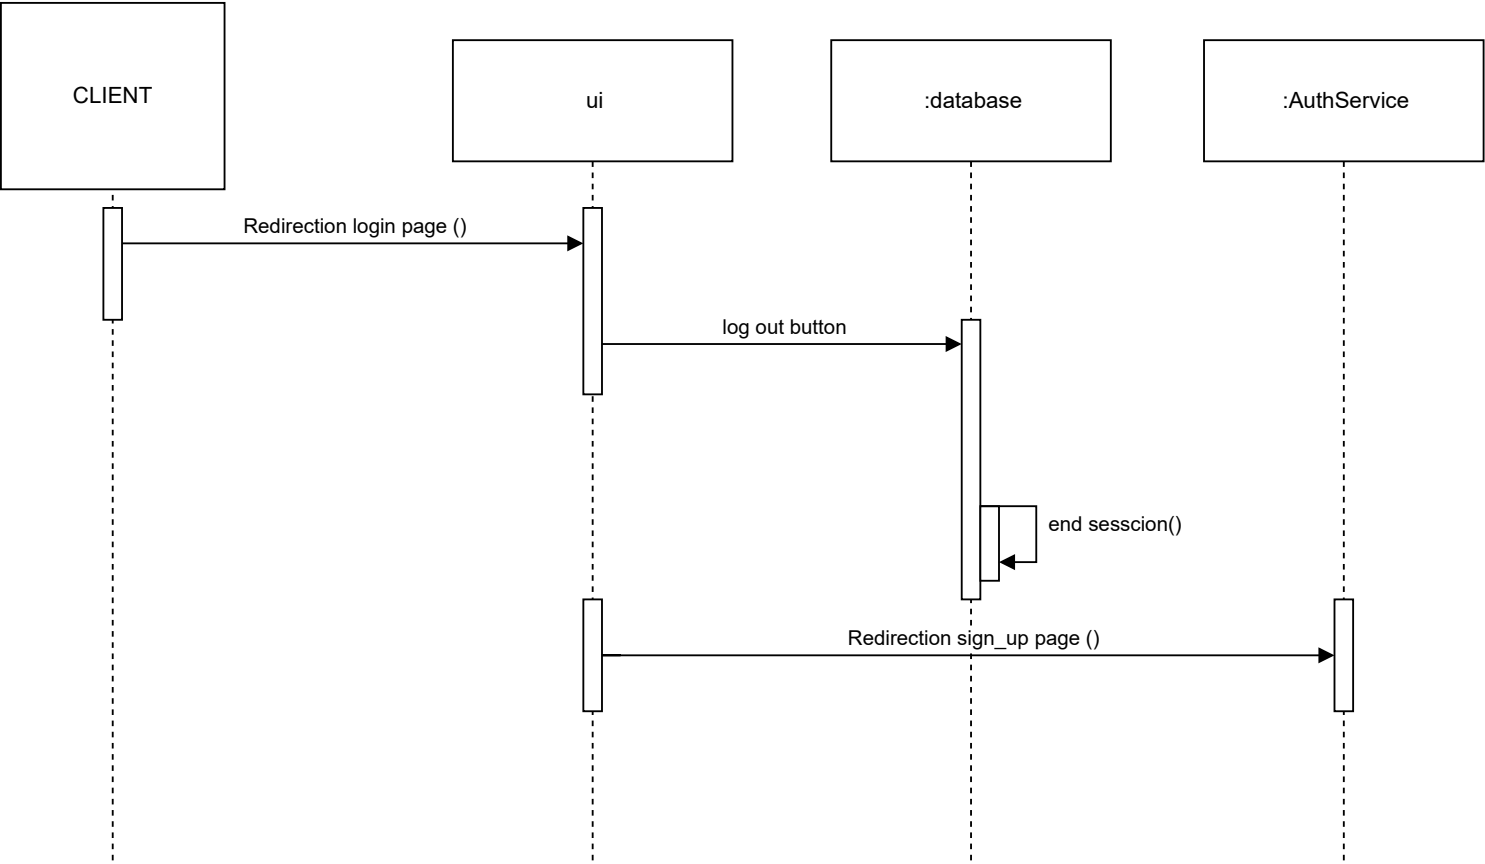 CLIENT
ui
:database
:AuthService
Redirection login page ()
log out button
end sesscion()
Redirection sign_up page ()